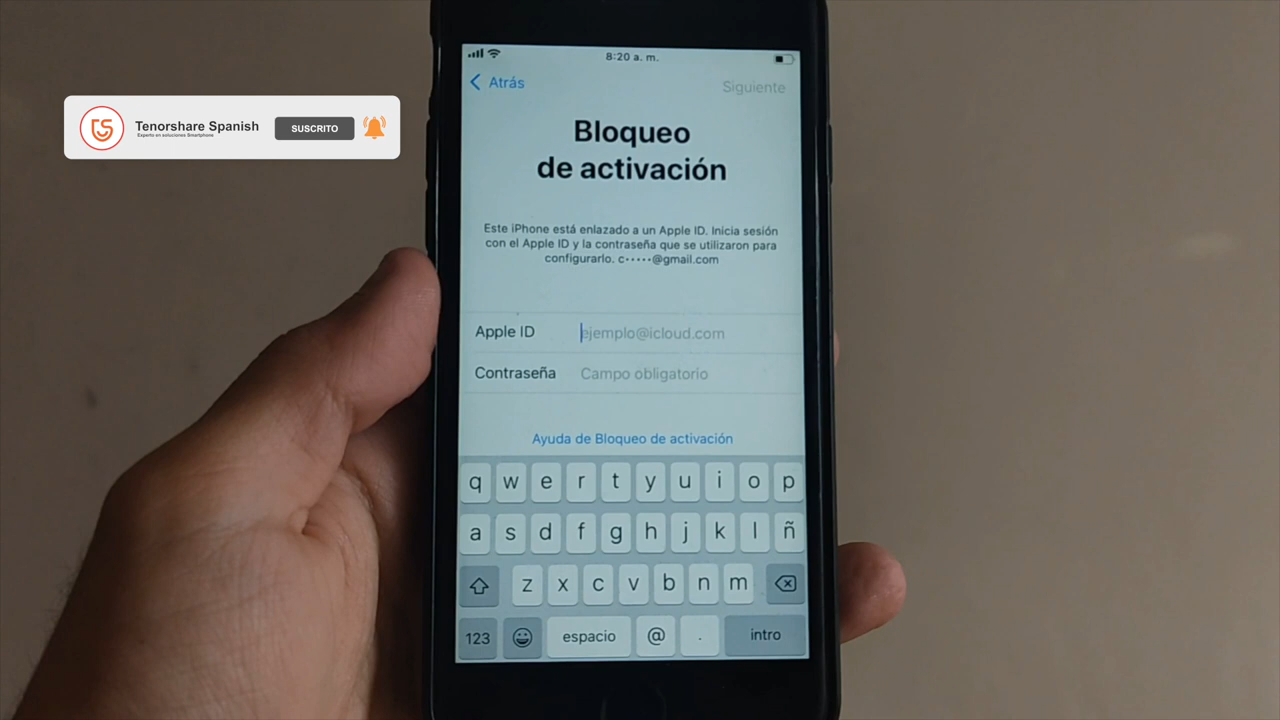 8:20 a. m.
Atrás
Siguiente
Tenorshare Spanish
Experto en soluciones Smartphone
SUSCRITO
Bloqueo
de activación
Este iPhone está enlazado a un Apple ID. Inicia sesión
con el Apple ID y la contraseña que se utilizaron para
configurarlo. c•••••@gmail.com
Apple ID ejemplo@icloud.com
Contraseña Campo obligatorio
Ayuda de Bloqueo de activación
q w e r t y u i o p
a s d f g h j k l ñ
z x c v b n m
123 espacio @ . intro